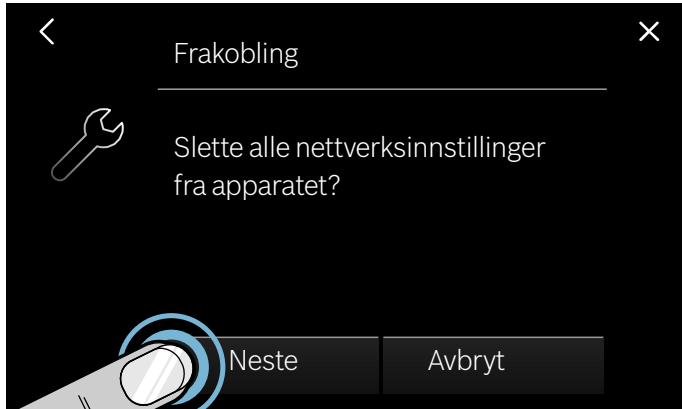 Frakobling
Slette alle nettverksinnstillinger
fra apparatet?
Neste
Avbryt